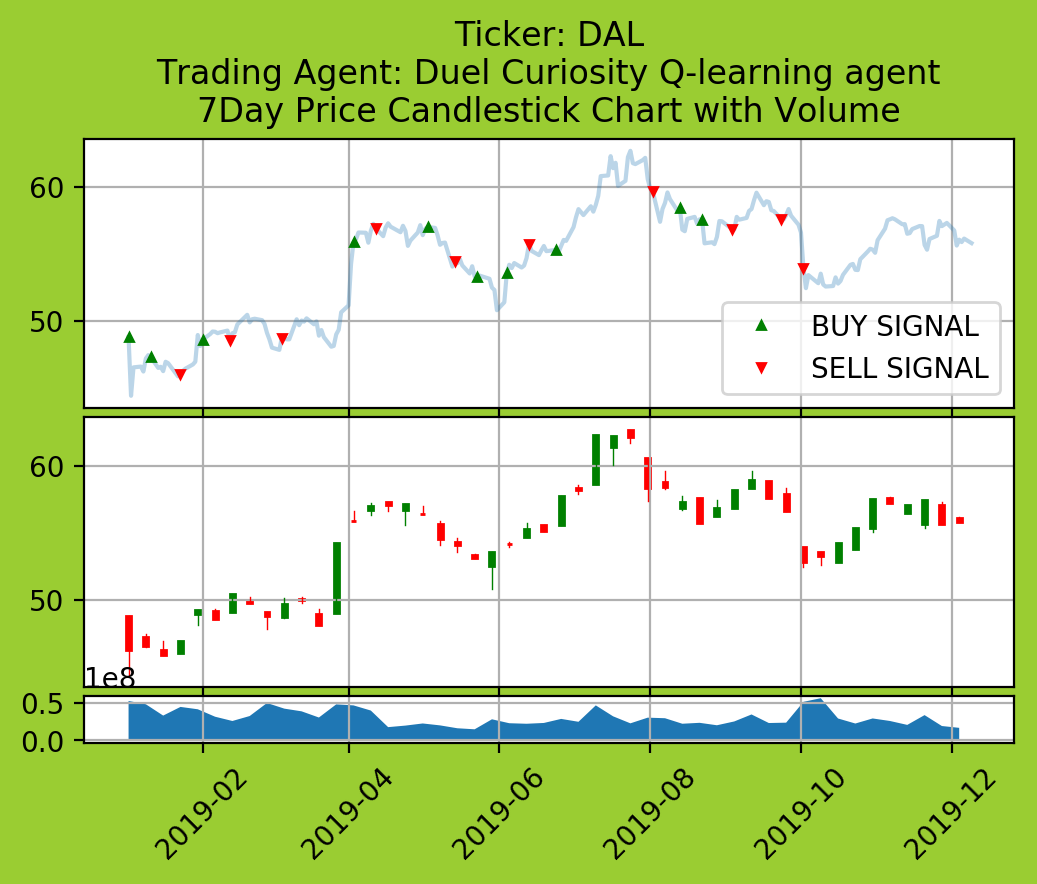 Ticker: DAL
Trading Agent: Duel Curiosity Q-learning agent
7Day Price Candlestick Chart with Volume
60
50
BUY SIGNAL
SELL SIGNAL
60
50
1e8
0.5
0.0
2019-02
2019-04
2019-06
2019-08
2019-10
2019-12